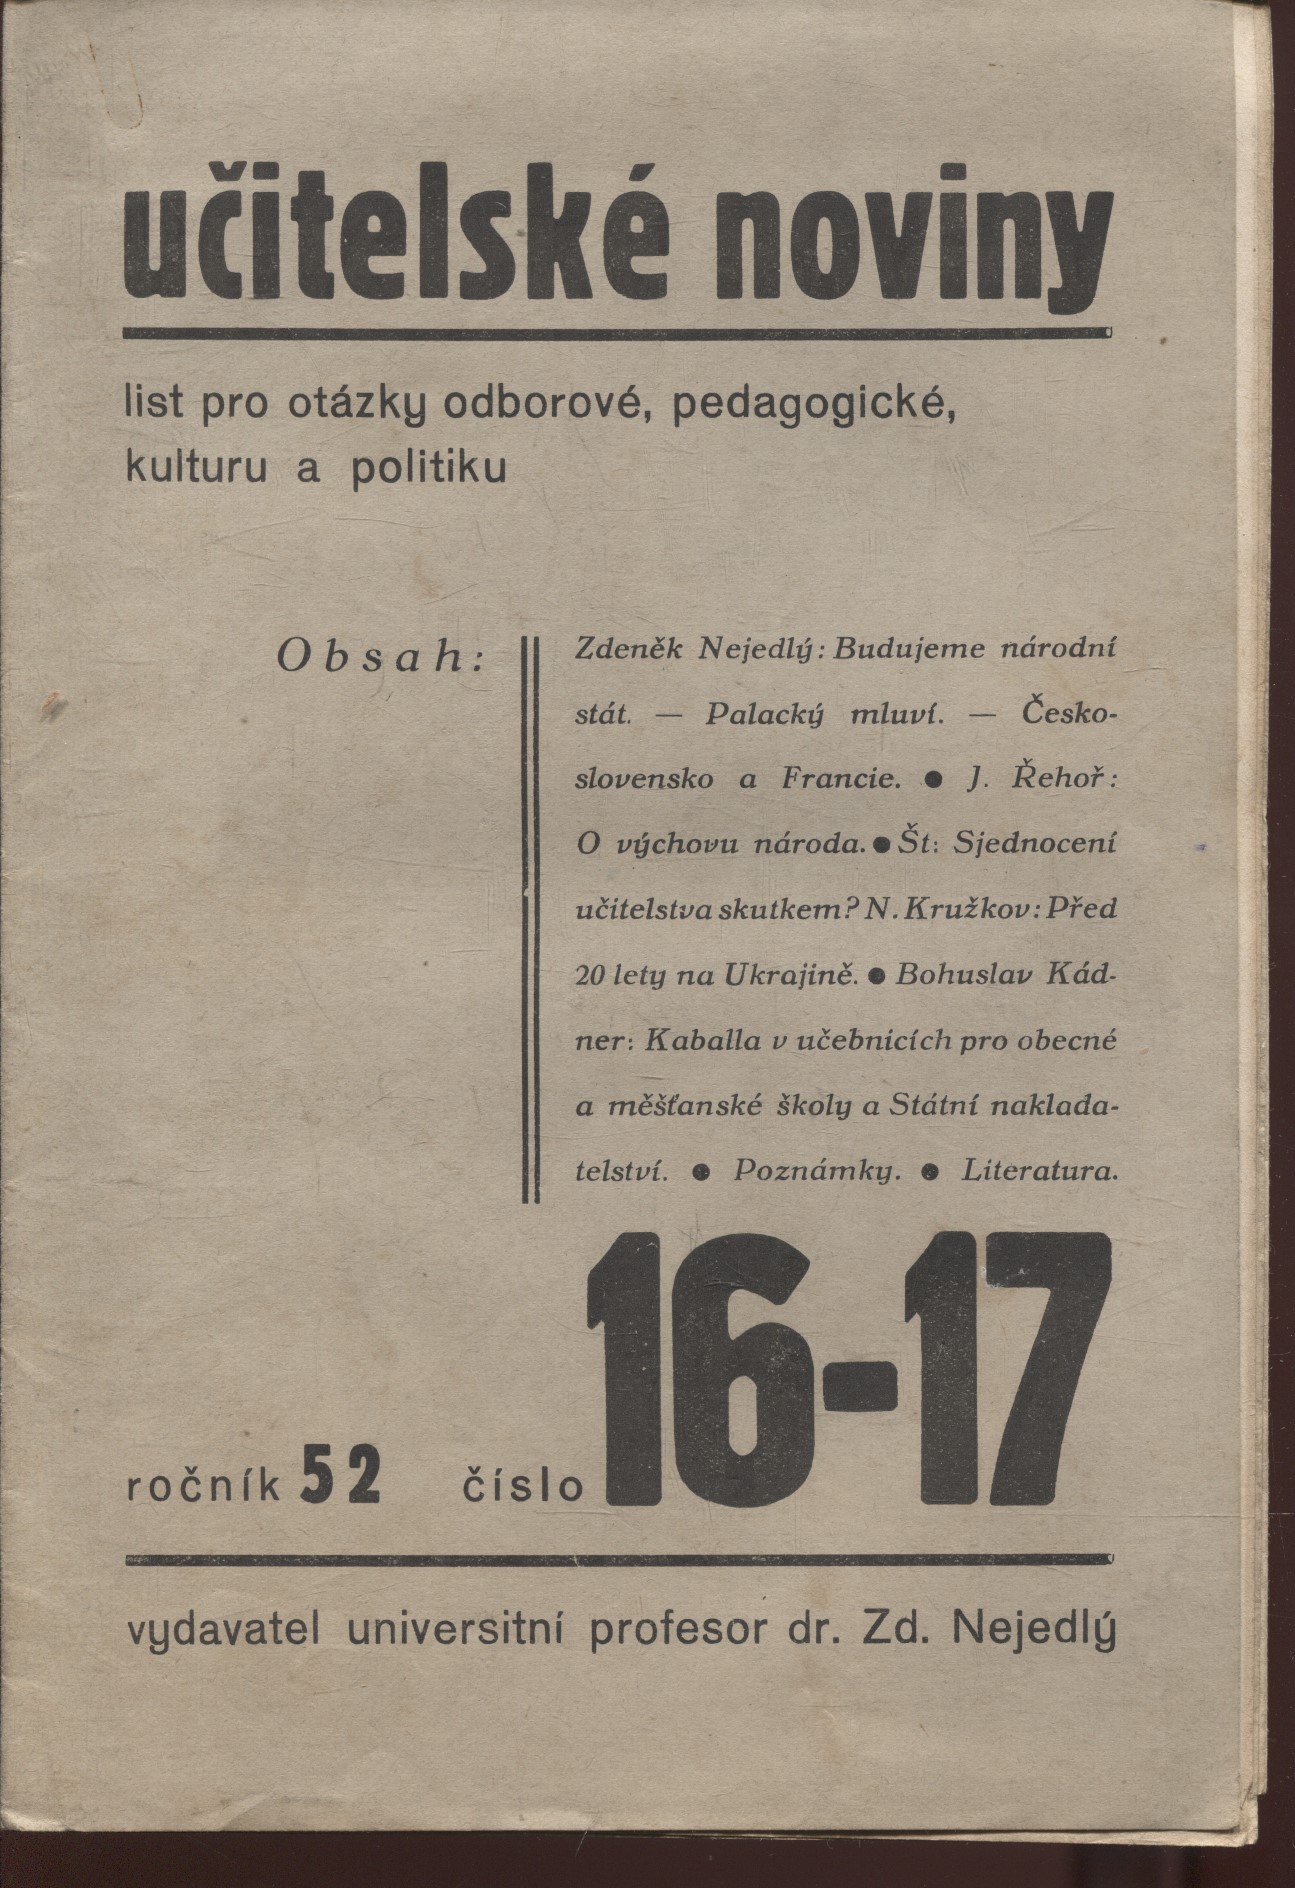 učitelské noviny
list pro otázky odborové, pedagogické,
kulturu a politiku
Obsah:
Zdeněk Nejedlý: Budujeme národní
stát. — Palacký mluví. — Česko-
slovensko a Francie. ● J. Řehoř:
O výchovu národa. ● Št: Sjednocení
učitelstva skutkem? N. Kružkov: Před
20 lety na Ukrajině. ● Bohuslav Kád-
ner: Kaballa v učebnicích pro obecné
a měšťanské školy a Státní naklada-
telství. ● Poznámky. ● Literatura.
ročník 52 číslo 16-17
vydavatel universitní profesor dr. Zd. Nejedlý